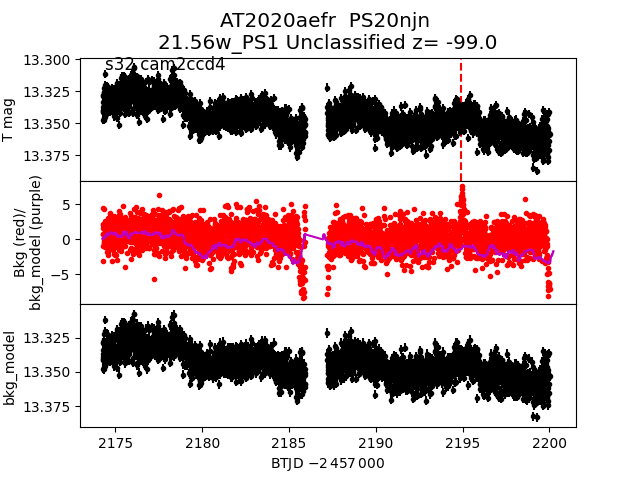 AT2020aefr  PS20njn
21.56w_PS1 Unclassified z= -99.0
s32 cam2ccd4
T mag
13.300
13.325
13.350
13.375
Bkg (red)/
bkg_model (purple)
5
0
−5
bkg_model
13.325
13.350
13.375
2175
2180
2185
2190
2195
2200
BTJD −2 457 000